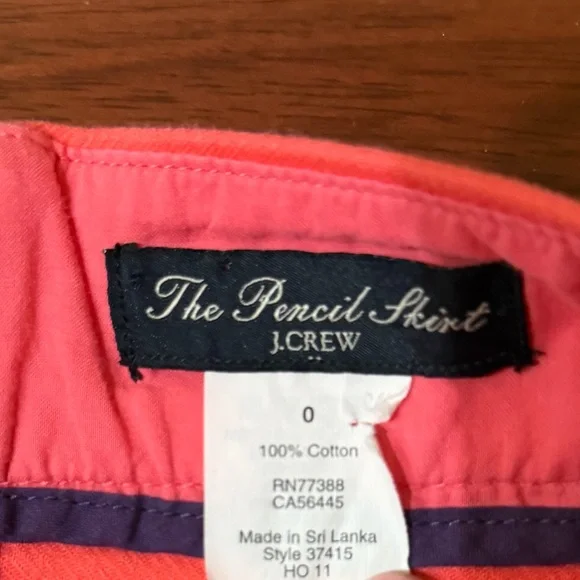 The Pencil Skirt
J.CREW
0
100% Cotton
RN77388
CA56445
Made in Sri Lanka
Style 37415
HO 11